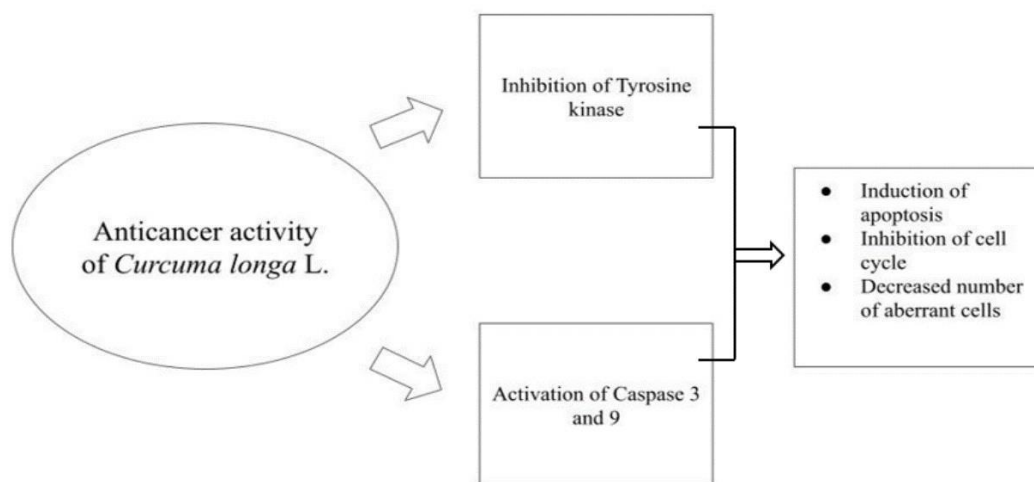 Anticancer activity
of Curcuma longa L.
Inhibition of Tyrosine
kinase
Activation of Caspase 3
and 9
● Induction of
apoptosis
● Inhibition of cell
cycle
● Decreased number
of aberrant cells